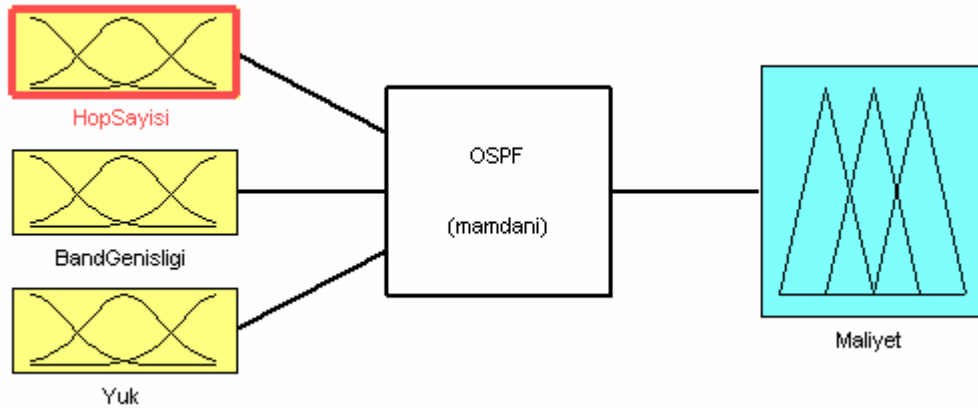 HopSayisi
BandGenisligi
Yuk
OSPF
(mamdani)
Maliyet